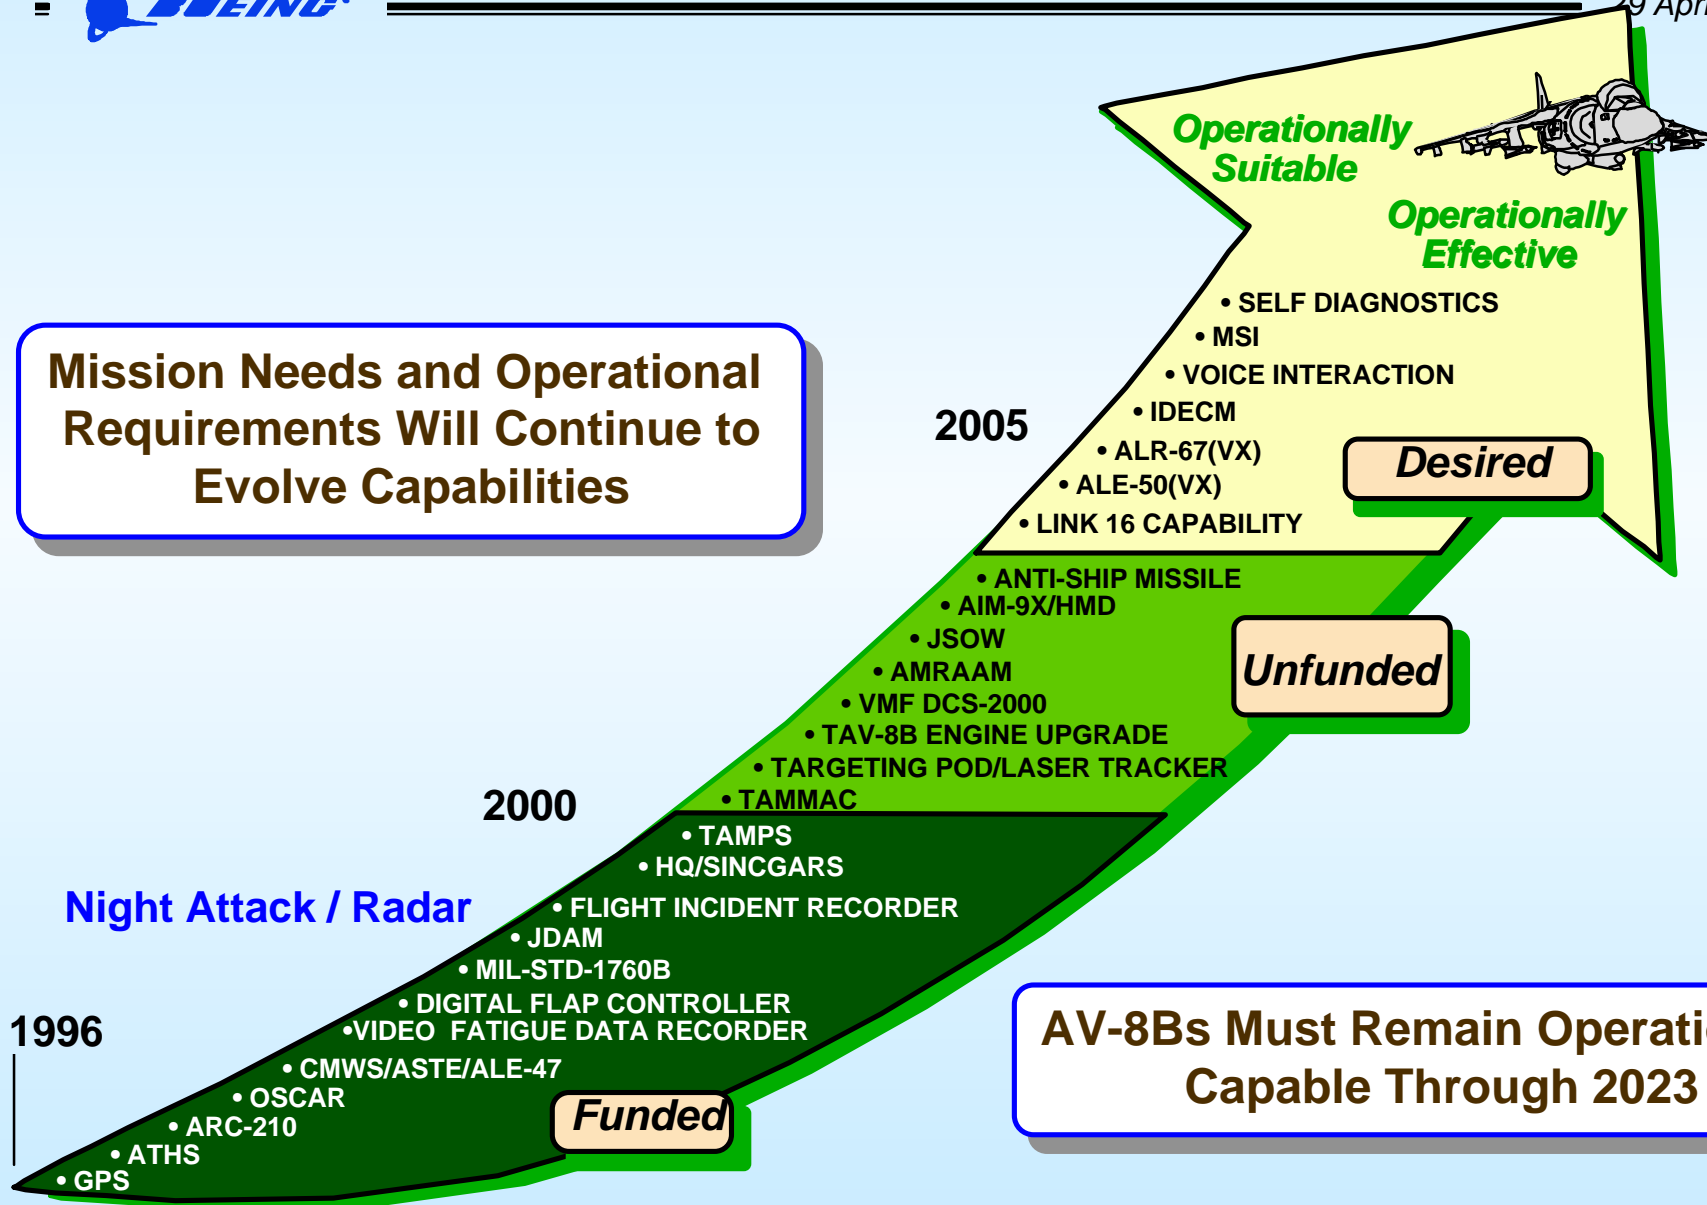 BOEING®
29 Apri
Operationally
Suitable
Operationally
Effective
• SELF DIAGNOSTICS
• MSI
• VOICE INTERACTION
• IDECM
• ALR-67(VX)
• ALE-50(VX)
• LINK 16 CAPABILITY
Desired
Mission Needs and Operational
Requirements Will Continue to
Evolve Capabilities
2005
• ANTI-SHIP MISSILE
• AIM-9X/HMD
• JSOW
• AMRAAM
• VMF DCS-2000
• TAV-8B ENGINE UPGRADE
• TARGETING POD/LASER TRACKER
• TAMMAC
Unfunded
2000
• TAMPS
• HQ/SINCGARS
• FLIGHT INCIDENT RECORDER
• JDAM
• MIL-STD-1760B
• DIGITAL FLAP CONTROLLER
•VIDEO  FATIGUE DATA RECORDER
• CMWS/ASTE/ALE-47
• OSCAR
• ARC-210
• ATHS
• GPS
Funded
Night Attack / Radar
1996
AV-8Bs Must Remain Operati
Capable Through 2023